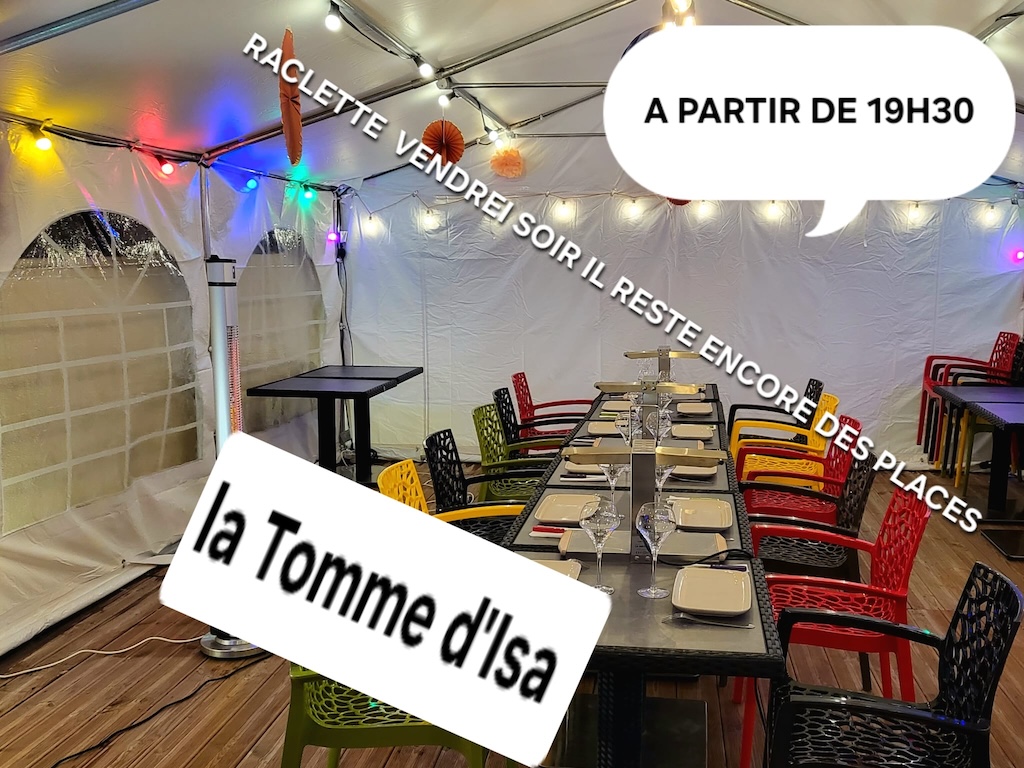 A PARTIR DE 19H30
RACLETTE VENDREI SOIR IL RESTE ENCORE DES PLACES
la Tomme d'Isa